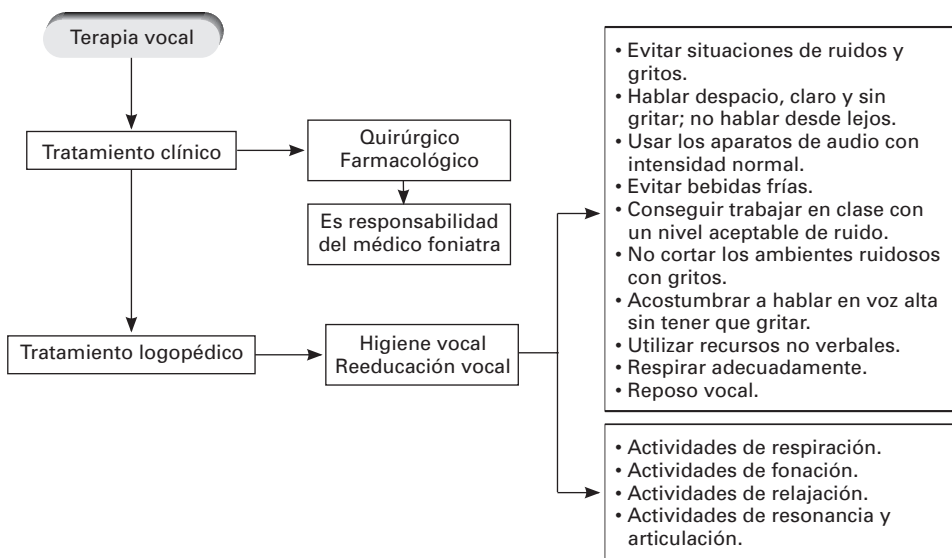 Terapia vocal
Tratamiento clínico
Quirúrgico
Farmacológico
Es responsabilidad
del médico foniatra
Tratamiento logopédico
Higiene vocal
Reeducación vocal
• Evitar situaciones de ruidos y
gritos.
• Hablar despacio, claro y sin
gritar; no hablar desde lejos.
• Usar los aparatos de audio con
intensidad normal.
• Evitar bebidas frías.
• Conseguir trabajar en clase con
un nivel aceptable de ruido.
• No cortar los ambientes ruidosos
con gritos.
• Acostumbrar a hablar en voz alta
sin tener que gritar.
• Utilizar recursos no verbales.
• Respirar adecuadamente.
• Reposo vocal.
• Actividades de respiración.
• Actividades de fonación.
• Actividades de relajación.
• Actividades de resonancia y
articulación.